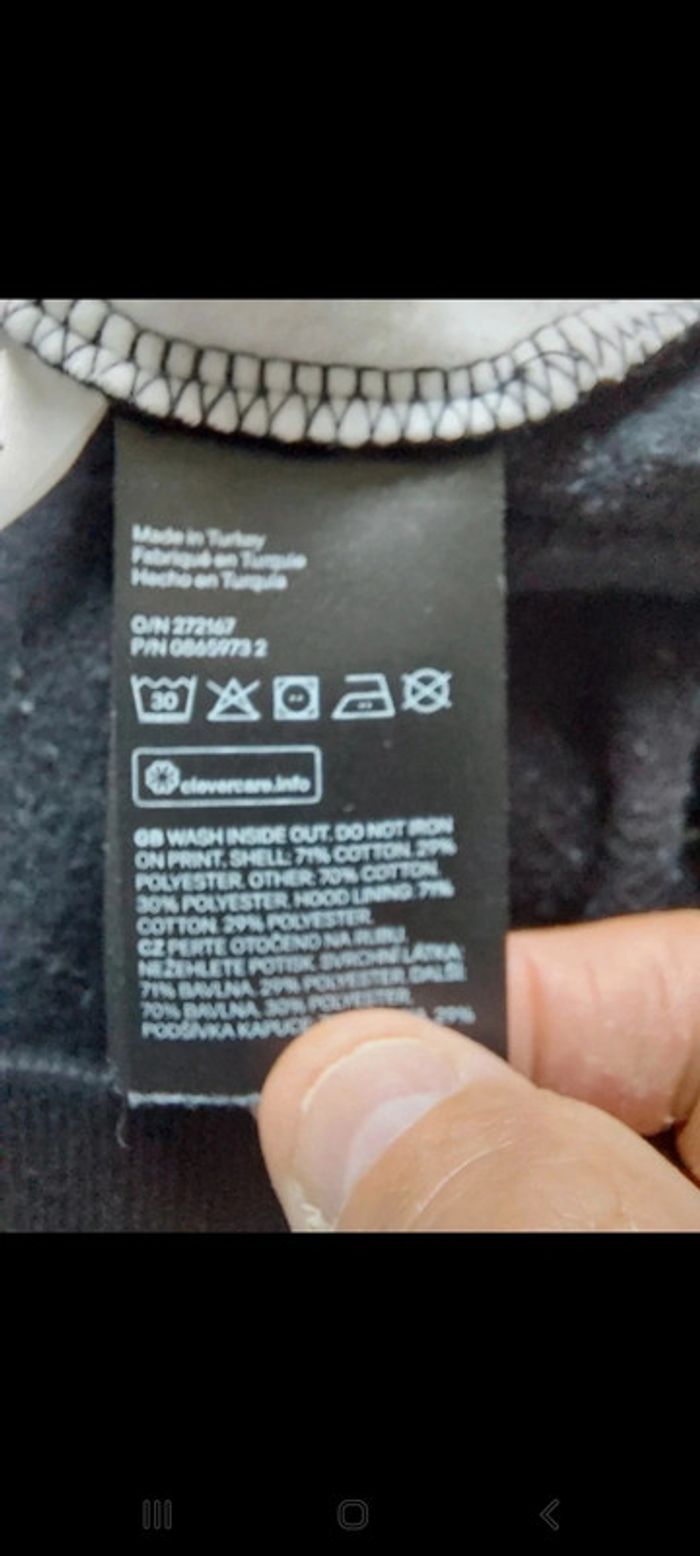 Made in Turkey
Fabriqué en Turquie
Hecho en Turquía
O/N 272167
P/N 0865973 2
30
clevercare.info
GB WASH INSIDE OUT. DO NOT IRON
ON PRINT. SHELL: 71% COTTON. 29%
POLYESTER. OTHER: 70% COTTON.
30% POLYESTER. HOOD LINING: 71%
COTTON. 29% POLYESTER.
CZ PERTE OTOČENO NA RUBU.
NEŽEHLETE POTISK. SVRCHNÍ LÁTKA:
71% BAVLNA. 29% POLYESTER. DALŠÍ:
70% BAVLNA. 30% POLYESTER.
PODŠÍVKA 29%